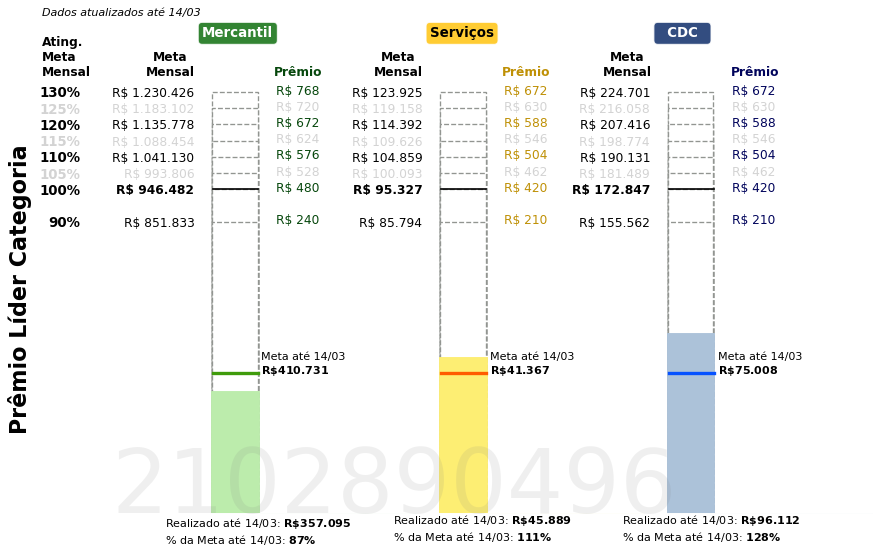 Dados atualizados até 14/03
Mercantil Serviços CDC
Ating.
Meta Meta Meta Meta
Mensal Mensal Prêmio Mensal Prêmio Mensal Prêmio
130% R$ 1.230.426 R$ 768 R$ 123.925 R$ 672 R$ 224.701 R$ 672
125% R$ 1.183.102 R$ 720 R$ 119.158 R$ 630 R$ 216.058 R$ 630
120% R$ 1.135.778 R$ 672 R$ 114.392 R$ 588 R$ 207.416 R$ 588
115% R$ 1.088.454 R$ 624 R$ 109.626 R$ 546 R$ 198.774 R$ 546
110% R$ 1.041.130 R$ 576 R$ 104.859 R$ 504 R$ 190.131 R$ 504
105% R$ 993.806 R$ 528 R$ 100.093 R$ 462 R$ 181.489 R$ 462
100% R$ 946.482 R$ 480 R$ 95.327 R$ 420 R$ 172.847 R$ 420
90% R$ 851.833 R$ 240 R$ 85.794 R$ 210 R$ 155.562 R$ 210
Prêmio Líder Categoria
Meta até 14/03 Meta até 14/03 Meta até 14/03
R$410.731 R$41.367 R$75.008
2102890496
Realizado até 14/03: R$357.095 Realizado até 14/03: R$45.889 Realizado até 14/03: R$96.112
% da Meta até 14/03: 87% % da Meta até 14/03: 111% % da Meta até 14/03: 128%